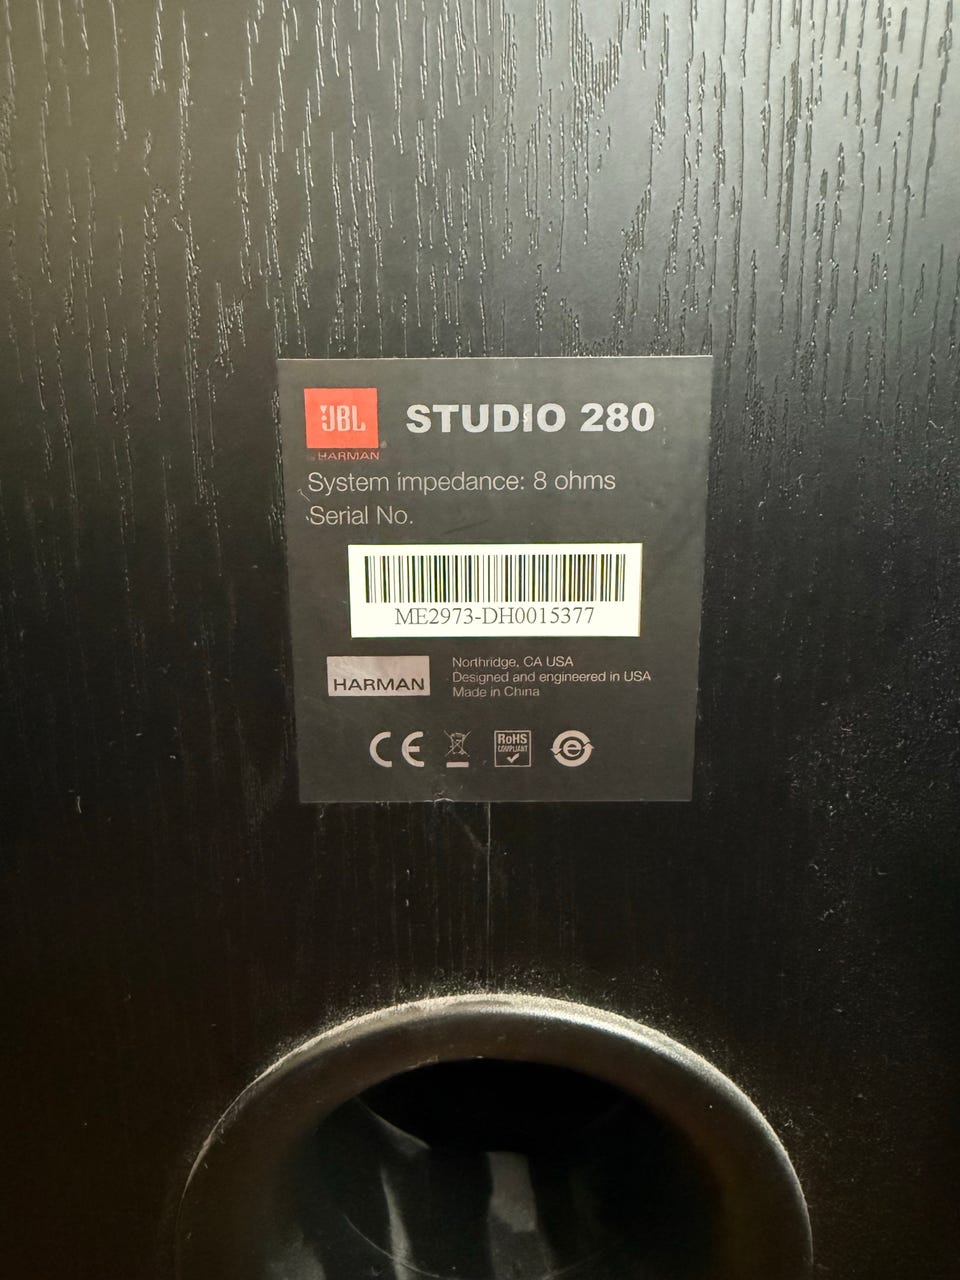 JBL
HARMAN
STUDIO 280
System impedance: 8 ohms
Serial No.
ME2973-DH0015377
HARMAN
Northridge, CA USA
Designed and engineered in USA
Made in China
CE
RoHS
COMPLIANT
e